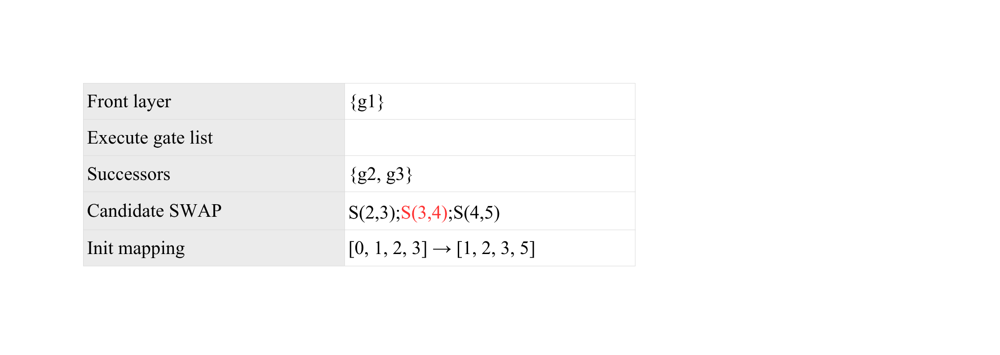 Front layer {g1}
Execute gate list
Successors {g2, g3}
Candidate SWAP S(2,3);S(3,4);S(4,5)
Init mapping [0, 1, 2, 3] → [1, 2, 3, 5]